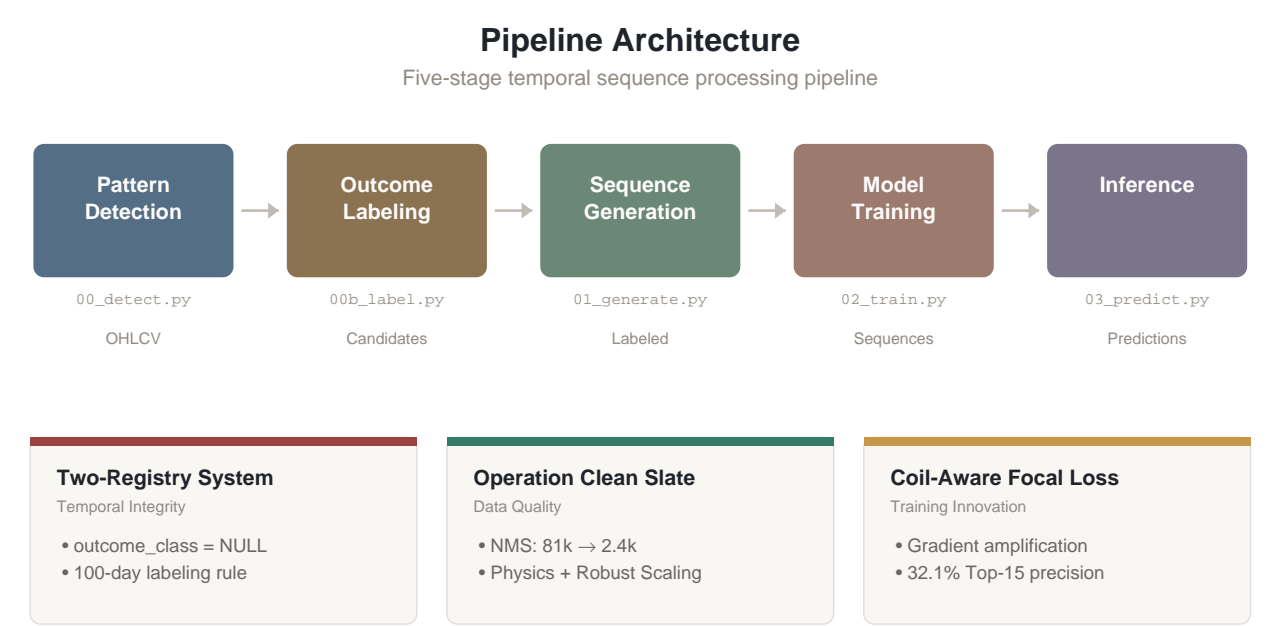 Pipeline Architecture
Five-stage temporal sequence processing pipeline
Pattern
Detection
Outcome
Labeling
Sequence
Generation
Model
Training
Inference
00_detect.py
00b_label.py
01_generate.py
02_train.py
03_predict.py
OHLCV
Candidates
Labeled
Sequences
Predictions
Two-Registry System
Temporal Integrity
• outcome_class = NULL
• 100-day labeling rule
Operation Clean Slate
Data Quality
• NMS: 81k → 2.4k
• Physics + Robust Scaling
Coil-Aware Focal Loss
Training Innovation
• Gradient amplification
• 32.1% Top-15 precision